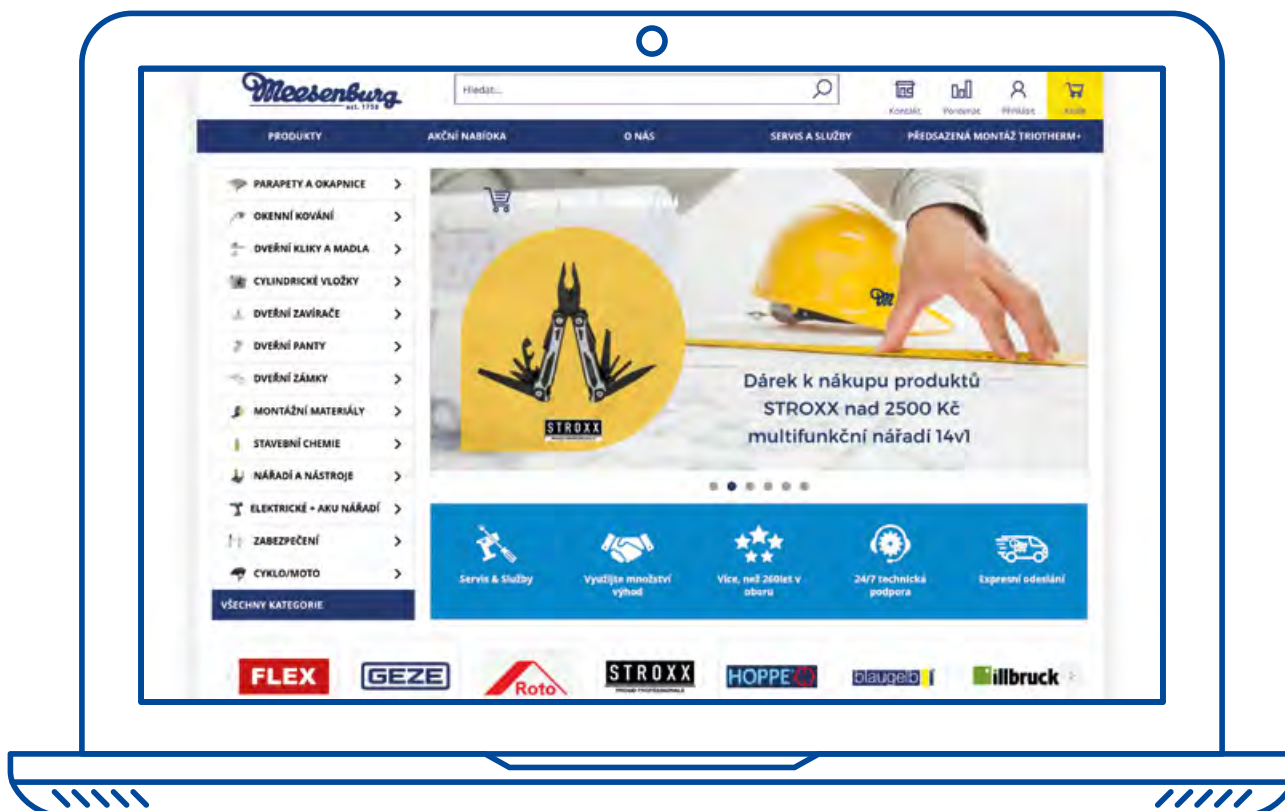 Meesenburg
est. 1758
Hledat...
Kontakt
Porovnat
Přihlásit
Košík
PRODUKTY
AKČNÍ NABÍDKA
O NÁS
SERVIS A SLUŽBY
PŘEDSAZENÁ MONTÁŽ TRIOTHERM+
PARAPETY A OKAPNICE
OKENNÍ KOVÁNÍ
DVEŘNÍ KLIKY A MADLA
CYLINDRICKÉ VLOŽKY
DVEŘNÍ ZAVÍRAČE
DVEŘNÍ PANTY
DVEŘNÍ ZÁMKY
MONTÁŽNÍ MATERIÁLY
STAVEBNÍ CHEMIE
NÁŘADÍ A NÁSTROJE
ELEKTRICKÉ + AKU NÁŘADÍ
ZABEZPEČENÍ
CYKLO/MOTO
VŠECHNY KATEGORIE
STROXX
Dárek k nákupu produktů
STROXX nad 2500 Kč
multifunkční nářadí 14v1
Servis & Služby
Využijte množství
výhod
Více, než 260let v
oboru
24/7 technická
podpora
Expresní odeslání
FLEX
GEZE
Roto
STROXX
PROUD PROFESSIONALS
HOPPE
blaugelb
illbruck